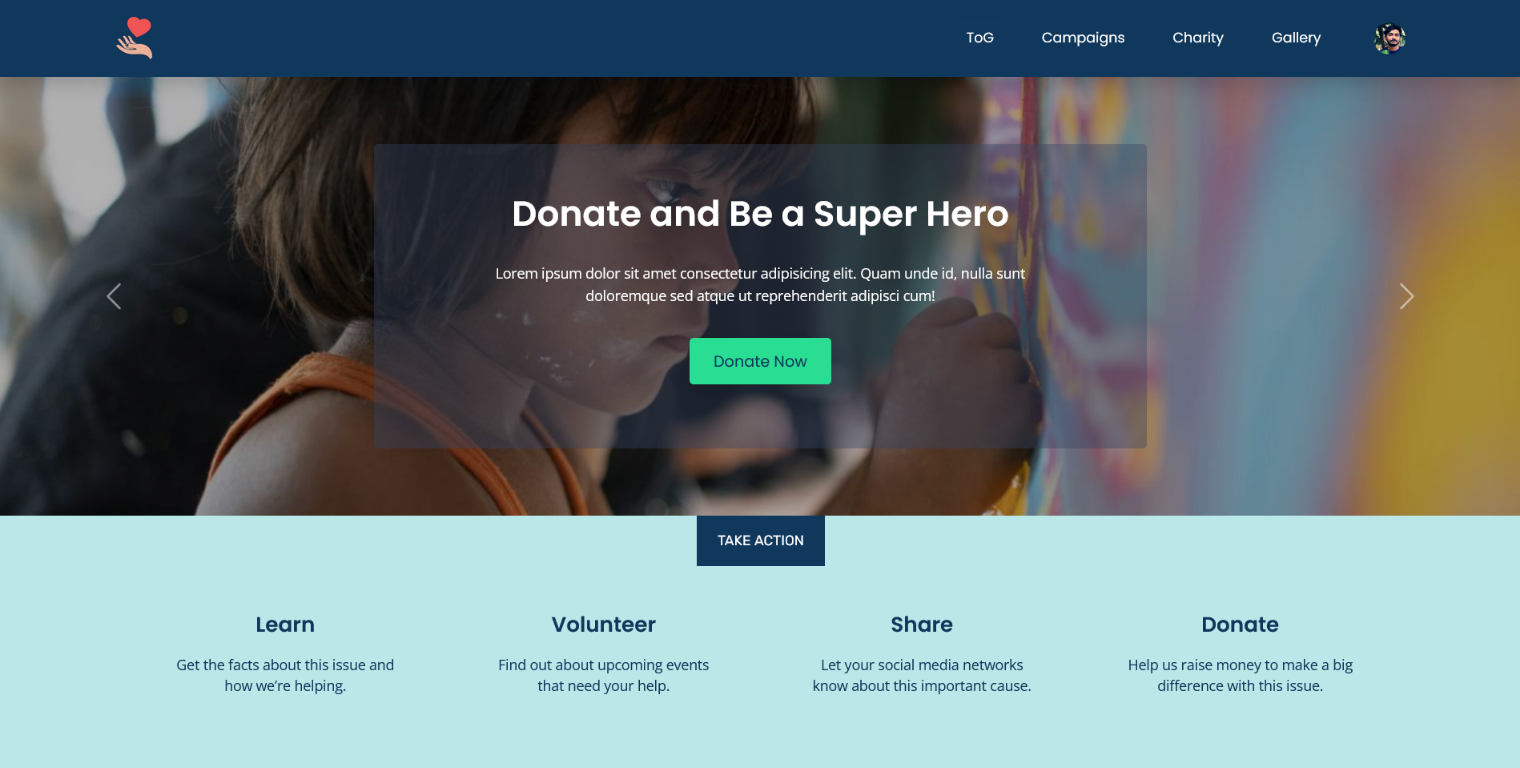 ToG
Campaigns
Charity
Gallery
Donate and Be a Super Hero
Lorem ipsum dolor sit amet consectetur adipisicing elit. Quam unde id, nulla sunt
doloremque sed atque ut reprehenderit adipisci cum!
Donate Now
TAKE ACTION
Learn
Get the facts about this issue and
how we’re helping.
Volunteer
Find out about upcoming events
that need your help.
Share
Let your social media networks
know about this important cause.
Donate
Help us raise money to make a big
difference with this issue.